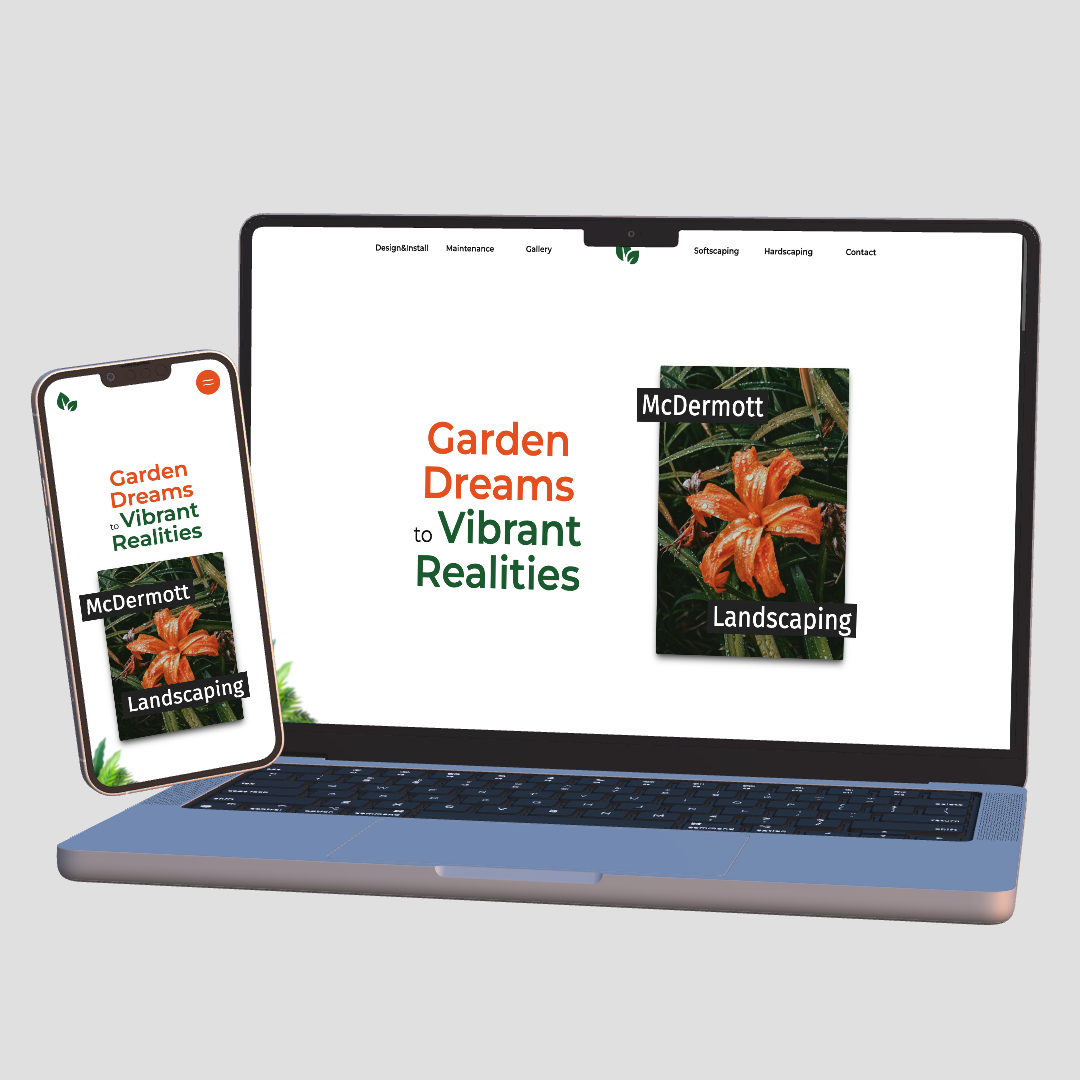 Design&Install Maintenance Gallery Softscaping Hardscaping Contact
Garden
Dreams
to Vibrant
Realities
McDermott
Landscaping
Garden
Dreams
to Vibrant
Realities
McDermott
Landscaping